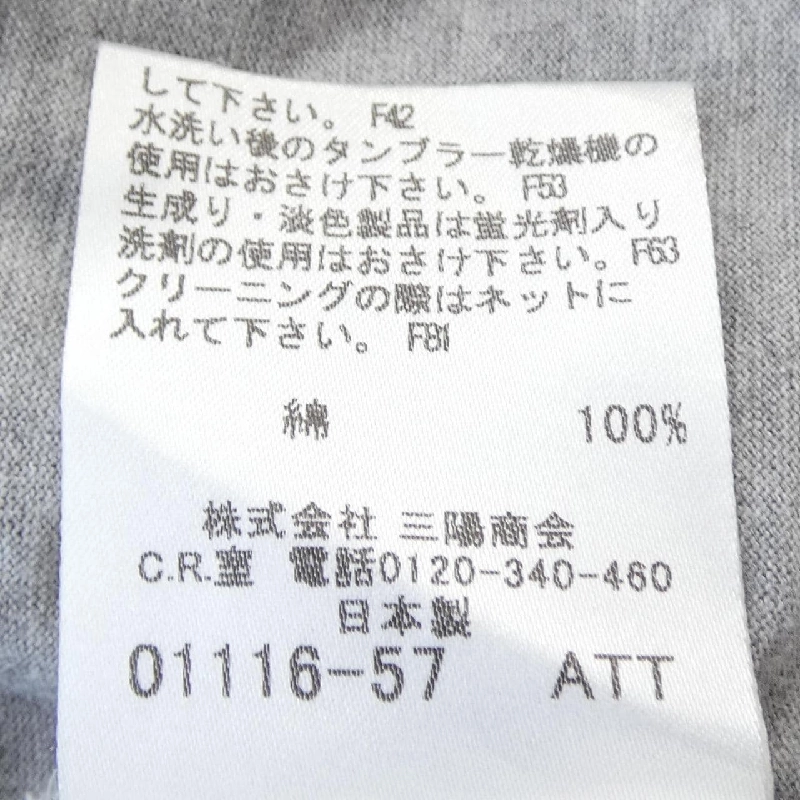 して下さい。 F42
水洗い後のタンブラー乾燥機の
使用はおさけ下さい。 F53
生成り・淡色製品は蛍光剤入り
洗剤の使用はおさけ下さい。F63
クリーニングの際はネットに
入れて下さい。 F81
綿 100%
株式会社 三陽商会
C.R.室 電話0120-340-460
日本製
01116-57 ATT